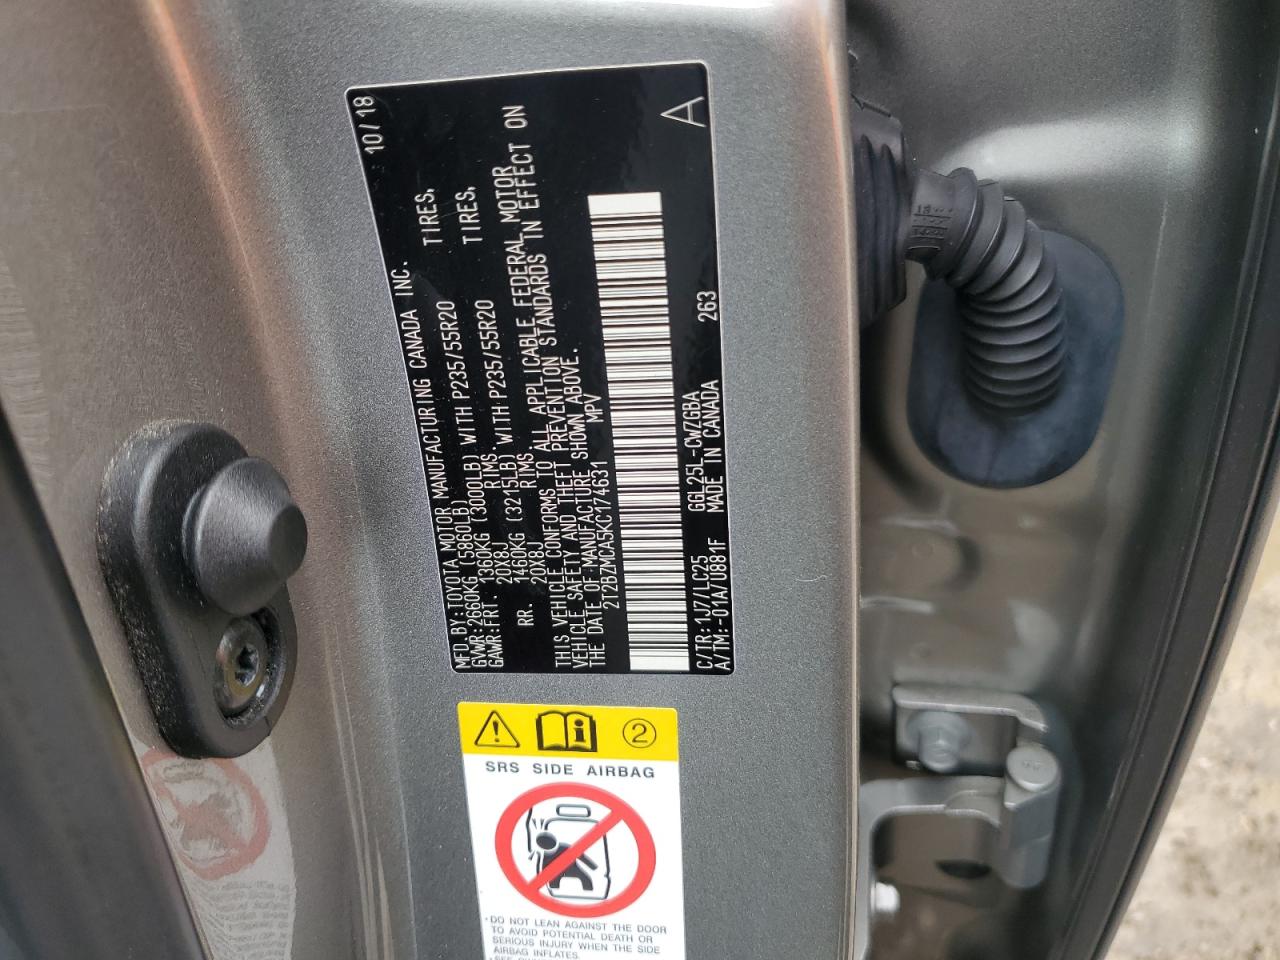 MFD.BY:TOYOTA MOTOR MANUFACTURING CANADA INC. 10/18
GVWR:2660KG (5860LB)
GAWR:FRT. 1360KG (3000LB) WITH P235/55R20 TIRES,
20X8J RIMS.
RR. 1460KG (3215LB) WITH P235/55R20 TIRES,
20X8J RIMS.
THIS VEHICLE CONFORMS TO ALL APPLICABLE FEDERAL MOTOR
VEHICLE SAFETY AND THEFT PREVENTION STANDARDS IN EFFECT ON
THE DATE OF MANUFACTURE SHOWN ABOVE.
2T2BZMCA5KC174631 MPV
C/TR:1J7/LC25 GGL25L-CWZGBA 263
A/TM:-01A/U881F MADE IN CANADA A
2
SRS SIDE AIRBAG
·DO NOT LEAN AGAINST THE DOOR
TO AVOID POTENTIAL DEATH OR
SERIOUS INJURY WHEN THE SIDE
AIRBAG INFLATES.